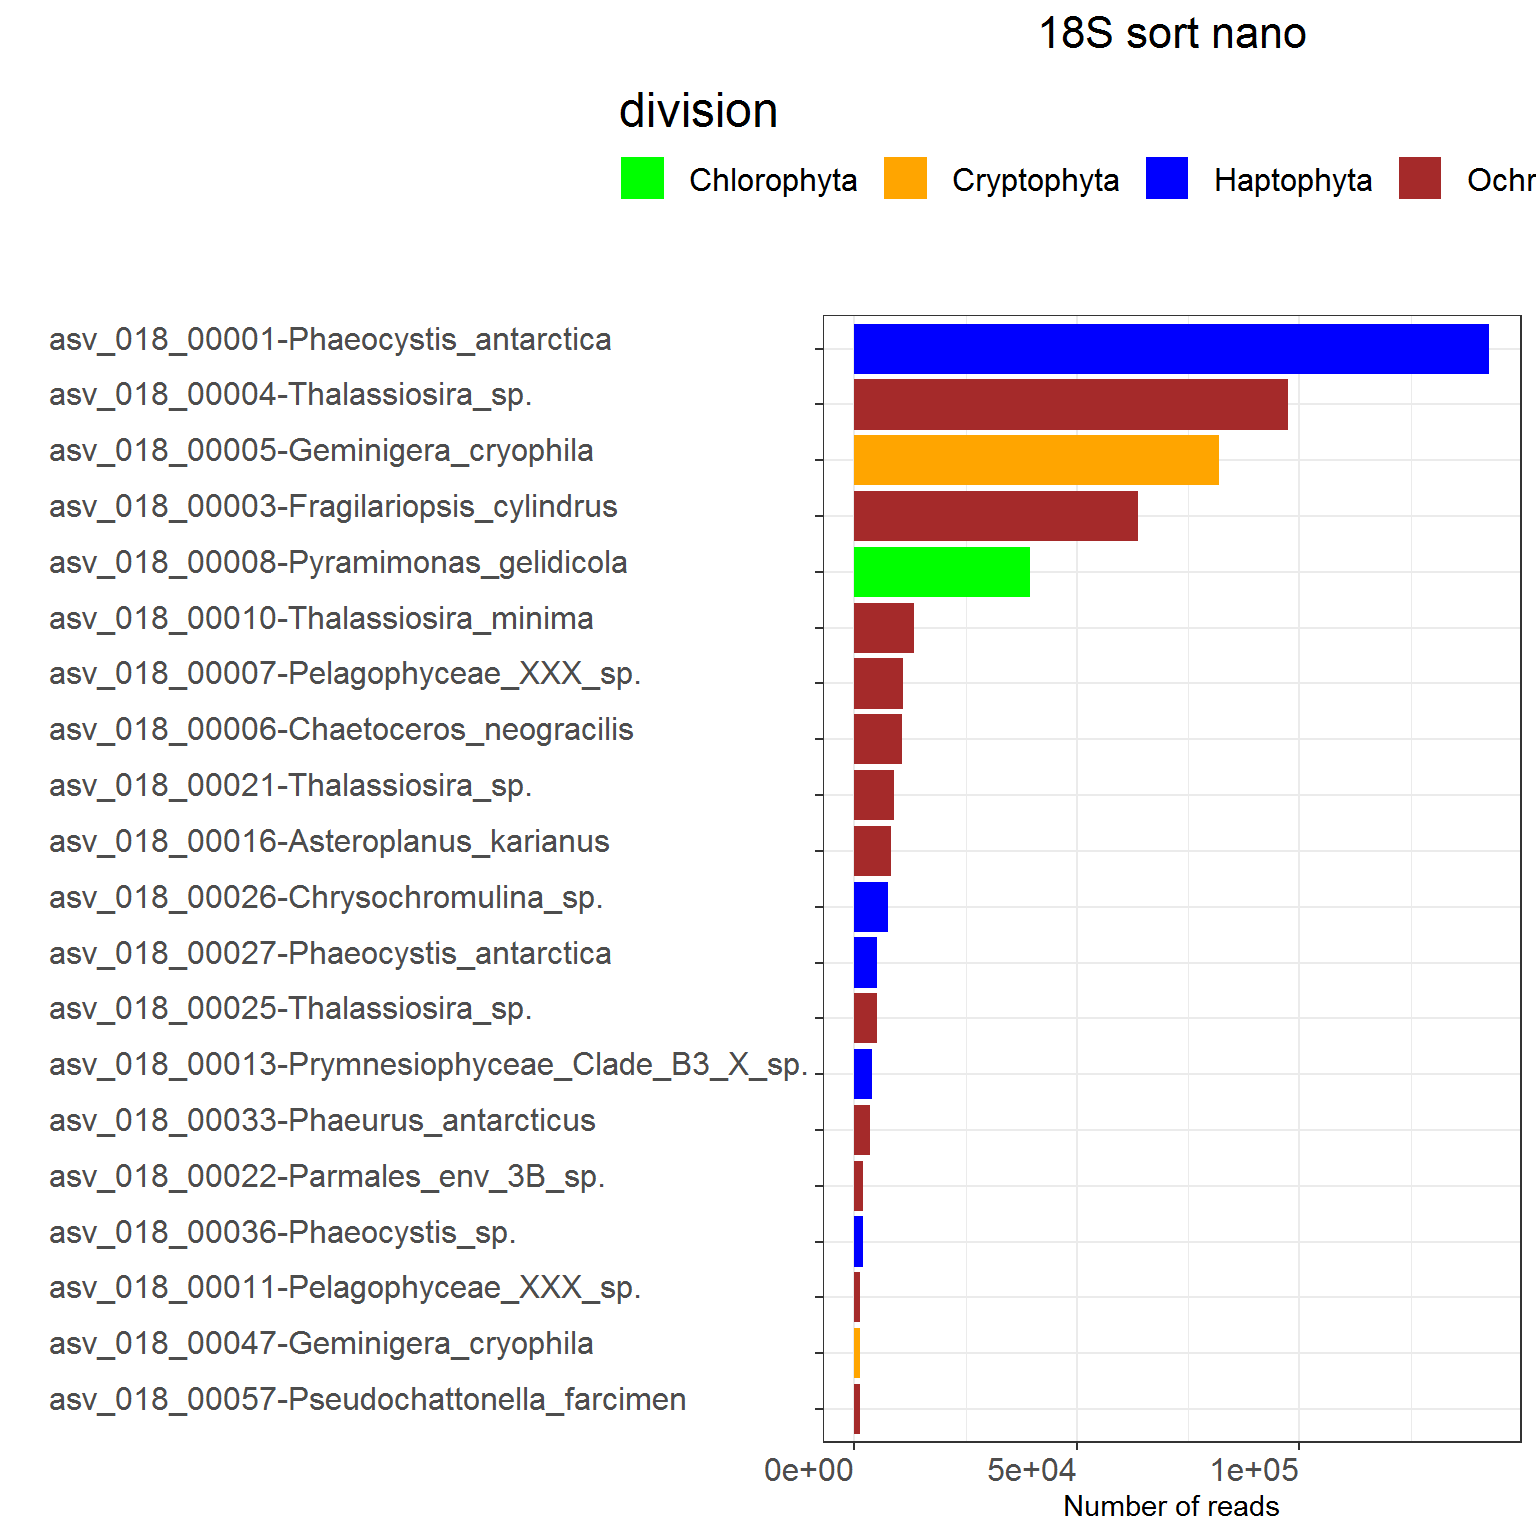 18S sort nano
division
Chlorophyta Cryptophyta Haptophyta Ochr
asv_018_00001-Phaeocystis_antarctica
asv_018_00004-Thalassiosira_sp.
asv_018_00005-Geminigera_cryophila
asv_018_00003-Fragilariopsis_cylindrus
asv_018_00008-Pyramimonas_gelidicola
asv_018_00010-Thalassiosira_minima
asv_018_00007-Pelagophyceae_XXX_sp.
asv_018_00006-Chaetoceros_neogracilis
asv_018_00021-Thalassiosira_sp.
asv_018_00016-Asteroplanus_karianus
asv_018_00026-Chrysochromulina_sp.
asv_018_00027-Phaeocystis_antarctica
asv_018_00025-Thalassiosira_sp.
asv_018_00013-Prymnesiophyceae_Clade_B3_X_sp.
asv_018_00033-Phaeurus_antarcticus
asv_018_00022-Parmales_env_3B_sp.
asv_018_00036-Phaeocystis_sp.
asv_018_00011-Pelagophyceae_XXX_sp.
asv_018_00047-Geminigera_cryophila
asv_018_00057-Pseudochattonella_farcimen
0e+00 5e+04 1e+05
Number of reads